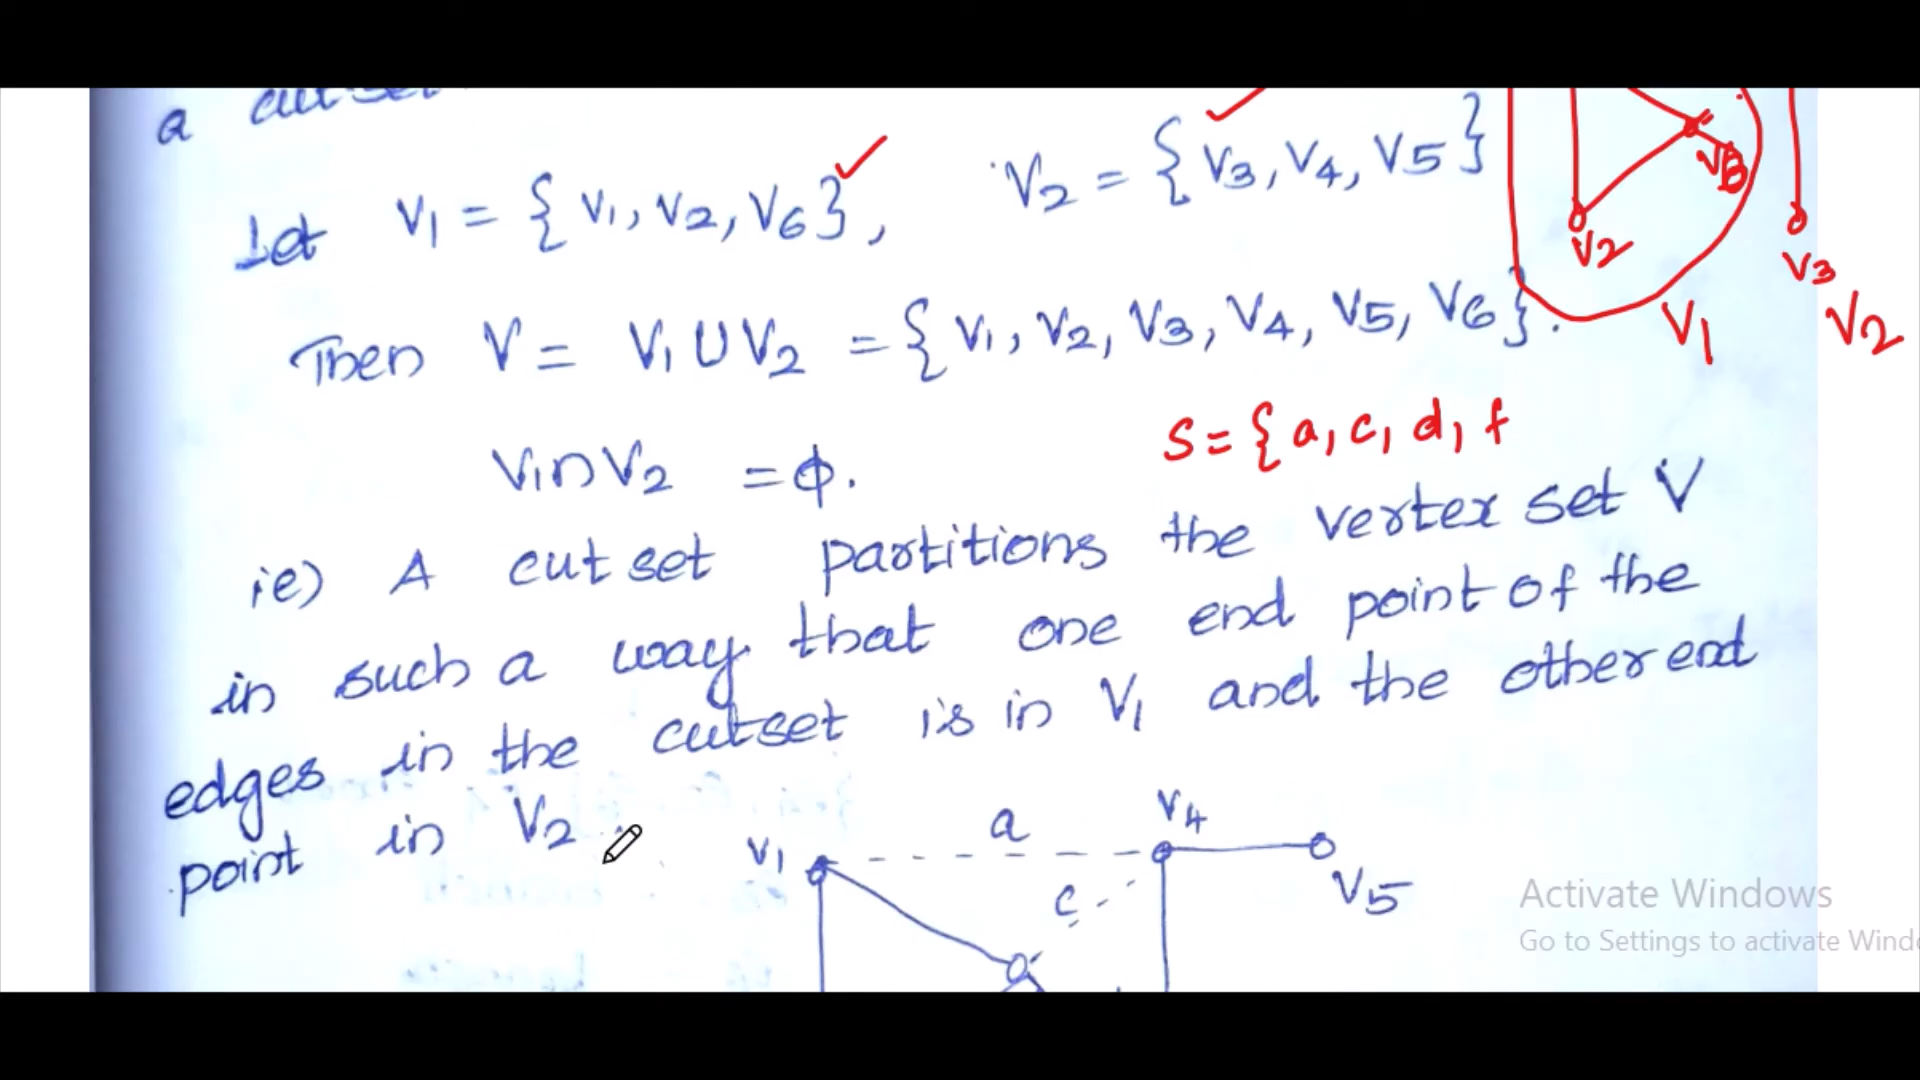 a cutset
Let V1 = { V1, V2, V6 }, V2 = { V3, V4, V5 }
Then V = V1 U V2 = { V1, V2, V3, V4, V5, V6 }.
V1 ∩ V2 = ϕ.
S = { a, c, d, f
ie) A cut set partitions the vertex set V
in such a way that one end point of the
edges in the cutset is in V1 and the other end
point in V2.
V1 a V4
c V5
V2
V3
V1 V2
Activate Windows
Go to Settings to activate Wind